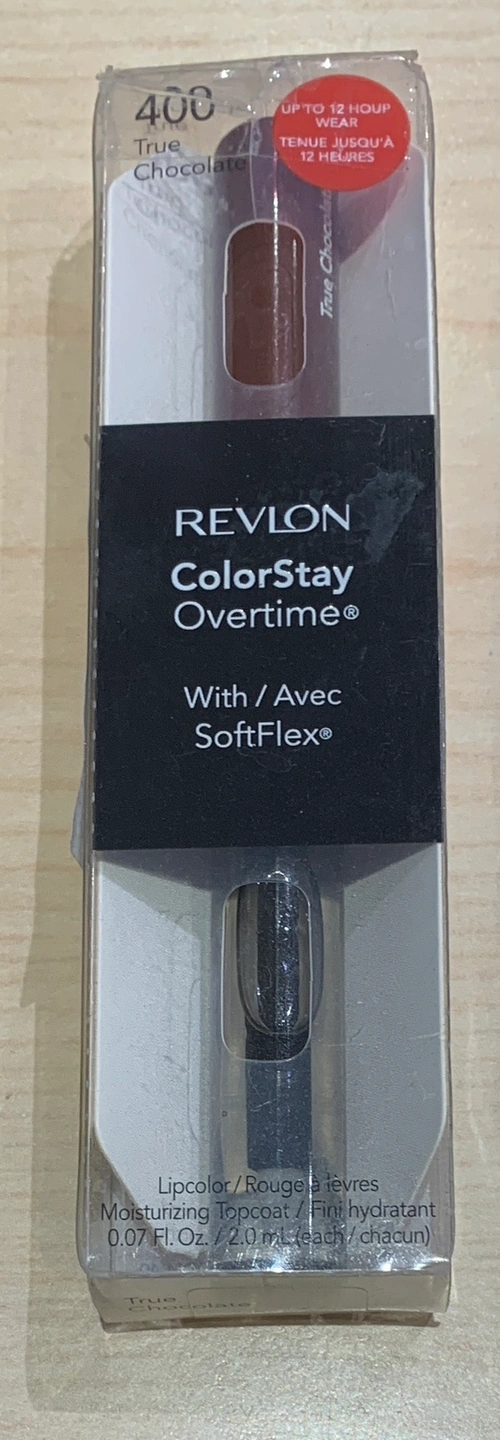 400
True
Chocolate
UP TO 12 HOUR
WEAR
TENUE JUSQU'À
12 HEURES
True Chocolate
REVLON
ColorStay
Overtime®
With / Avec
SoftFlex®
Lipcolor / Rouge à lèvres
Moisturizing Topcoat / Fini hydratant
0.07 Fl. Oz. / 2.0 mL (each / chacun)
True
Chocolate